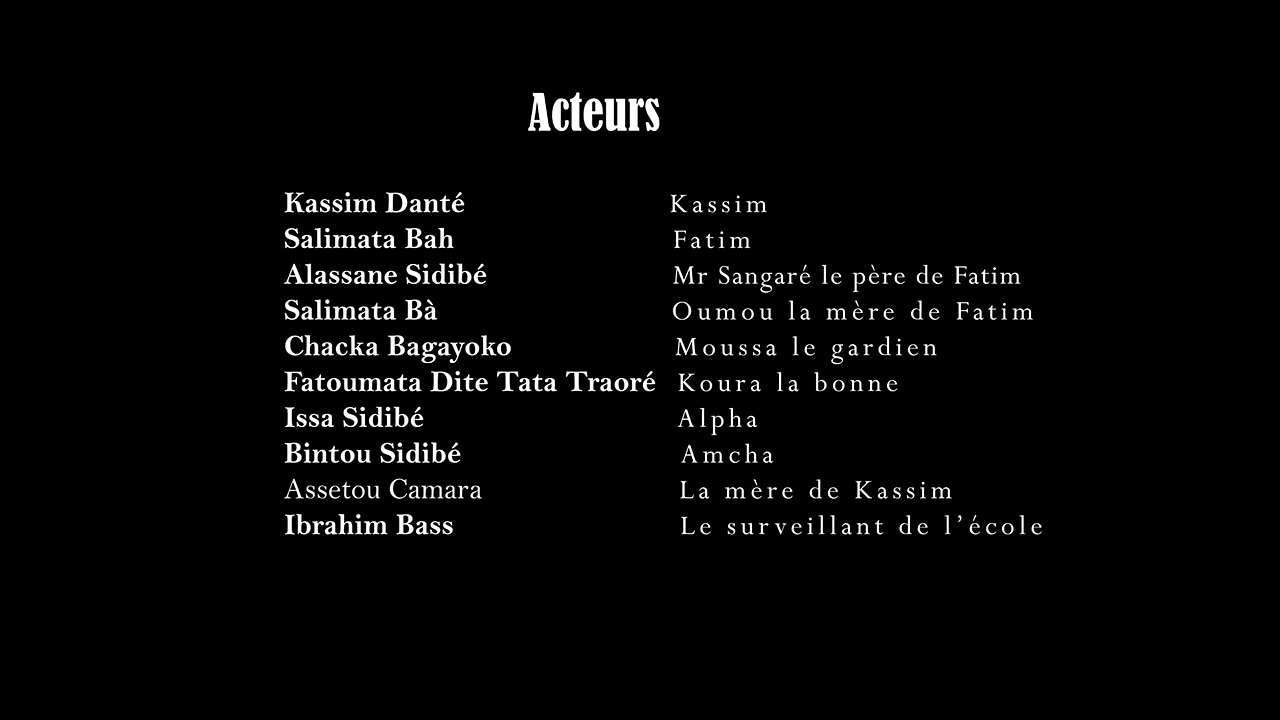 Acteurs
Kassim Danté Kassim
Salimata Bah Fatim
Alassane Sidibé Mr Sangaré le père de Fatim
Salimata Bà Oumou la mère de Fatim
Chacka Bagayoko Moussa le gardien
Fatoumata Dite Tata Traoré Koura la bonne
Issa Sidibé Alpha
Bintou Sidibé Amcha
Assetou Camara La mère de Kassim
Ibrahim Bass Le surveillant de l’école